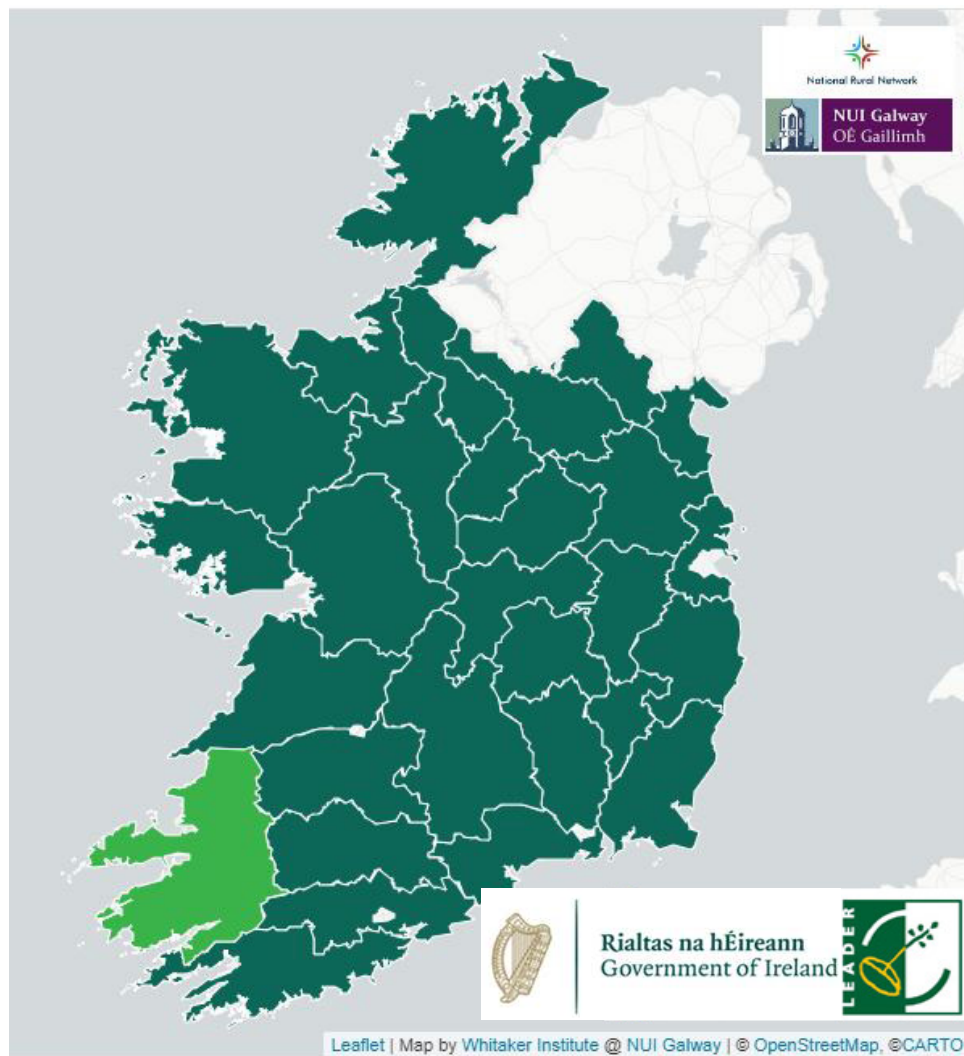 National Rural Network
NUI Galway
OÉ Gaillimh
Rialtas na hÉireann
Government of Ireland
LEADER
Leaflet | Map by Whitaker Institute @ NUI Galway | © OpenStreetMap, ©CARTO